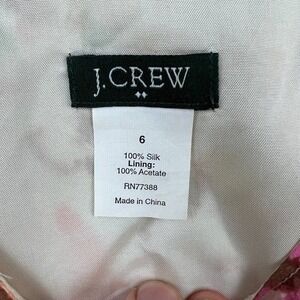 J.CREW
6
100% Silk
Lining:
100% Acetate
RN77388
Made in China